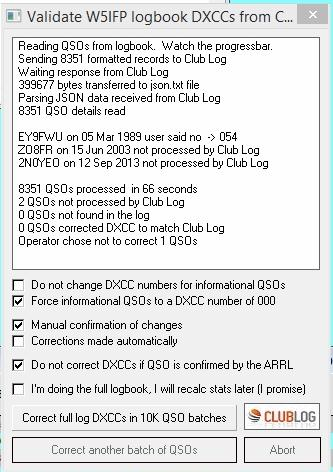 Validate W5IFP logbook DXCCs from C...
Reading QSOs from logbook.  Watch the progressbar.
Sending 8351 formatted records to Club Log
Waiting response from Club Log
399677 bytes transferred to json.txt file
Parsing JSON data received from Club Log
8351 QSO details read
EY9FWU on 05 Mar 1989 user said no  -> 054
ZO8FR on 15 Jun 2003 not processed by Club Log
2N0YEO on 12 Sep 2013 not processed by Club Log
8351 QSOs processed  in 66 seconds
2 QSOs not processed by Club Log
0 QSOs not found in the log
0 QSOs corrected DXCC to match Club Log
Operator chose not to correct 1 QSOs
Do not change DXCC numbers for informational QSOs
Force informational QSOs to a DXCC number of 000
Manual confirmation of changes
Corrections made automatically
Do not correct DXCCs if QSO is confirmed by the ARRL
I'm doing the full logbook, I will recalc stats later (I promise)
Correct full log DXCCs in 10K QSO batches
CLUBLOG
Correct another batch of QSOs
Abort